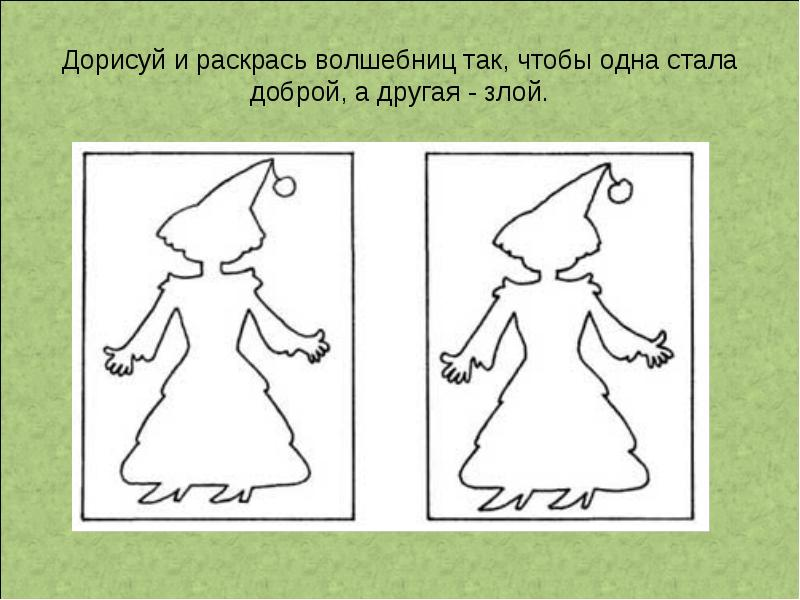 Дорисуй и раскрась волшебниц так, чтобы одна стала
доброй, а другая - злой.